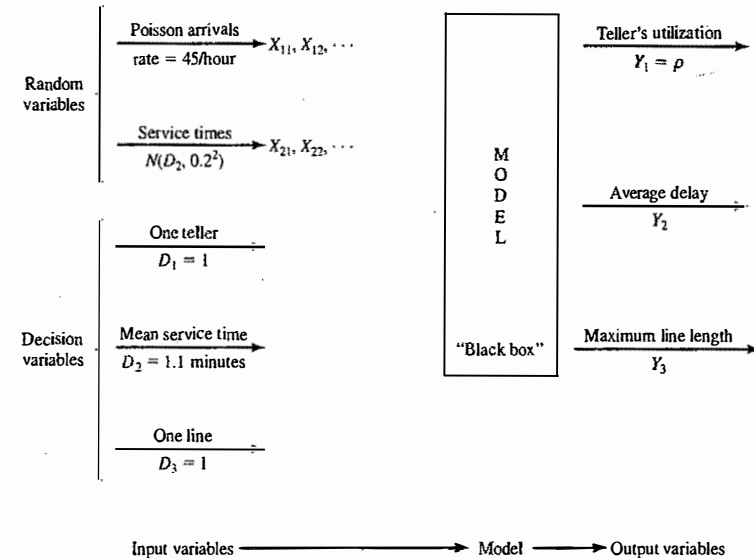 Poisson arrivals
rate = 45/hour
X₁₁, X₁₂, ···
Random
variables
Service times
N(D₂, 0.2²)
X₂₁, X₂₂, ···
One teller
D₁ = 1
Decision
variables
Mean service time
D₂ = 1.1 minutes
One line
D₃ = 1
M
O
D
E
L
“Black box”
Teller's utilization
Y₁ = ρ
Average delay
Y₂
Maximum line length
Y₃
Input variables Model Output variables